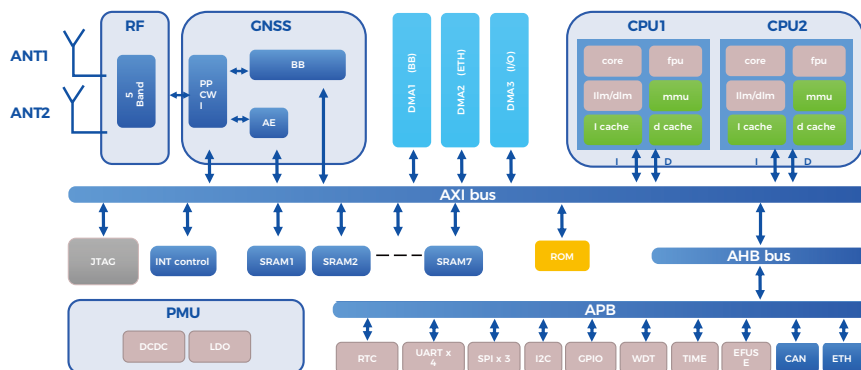 RF
GNSS
CPU1
CPU2
ANT1
ANT2
5 Band
PP
CW
I
BB
AE
DMA1 (BB)
DMA2 (ETH)
DMA3 (I/O)
core
fpu
core
fpu
Ilm/dlm
mmu
Ilm/dlm
mmu
I cache
d cache
I cache
d cache
I
D
I
D
AXI bus
JTAG
INT control
SRAM1
SRAM2
SRAM7
ROM
AHB bus
PMU
DCDC
LDO
APB
RTC
UART x
4
SPI x 3
I2C
GPIO
WDT
TIME
EFUS
E
CAN
ETH